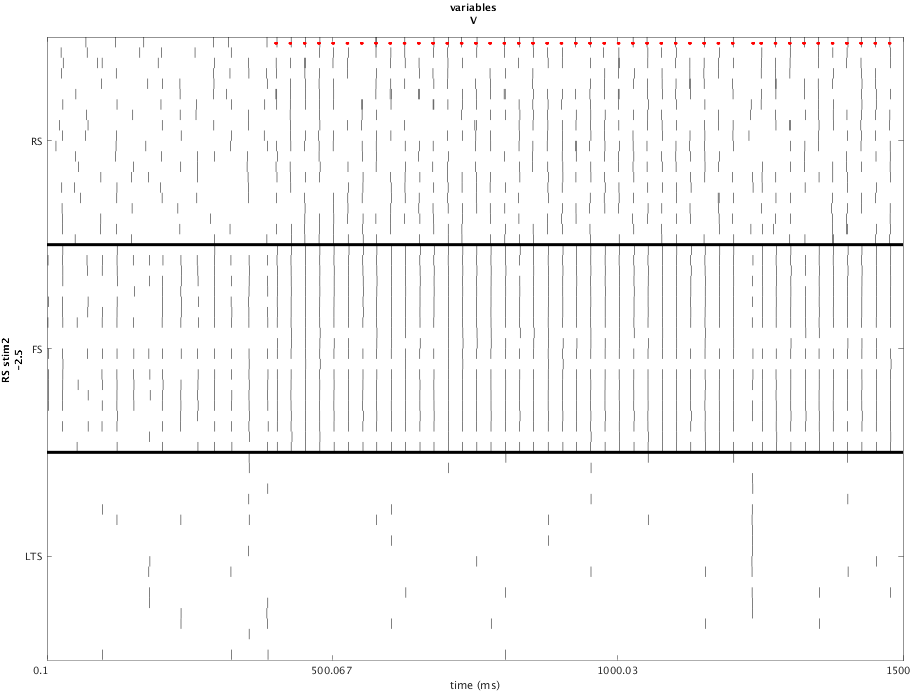 variables
V
RS
FS
LTS
RS stim2
-2.5
0.1 500.067 1000.03 1500
time (ms)